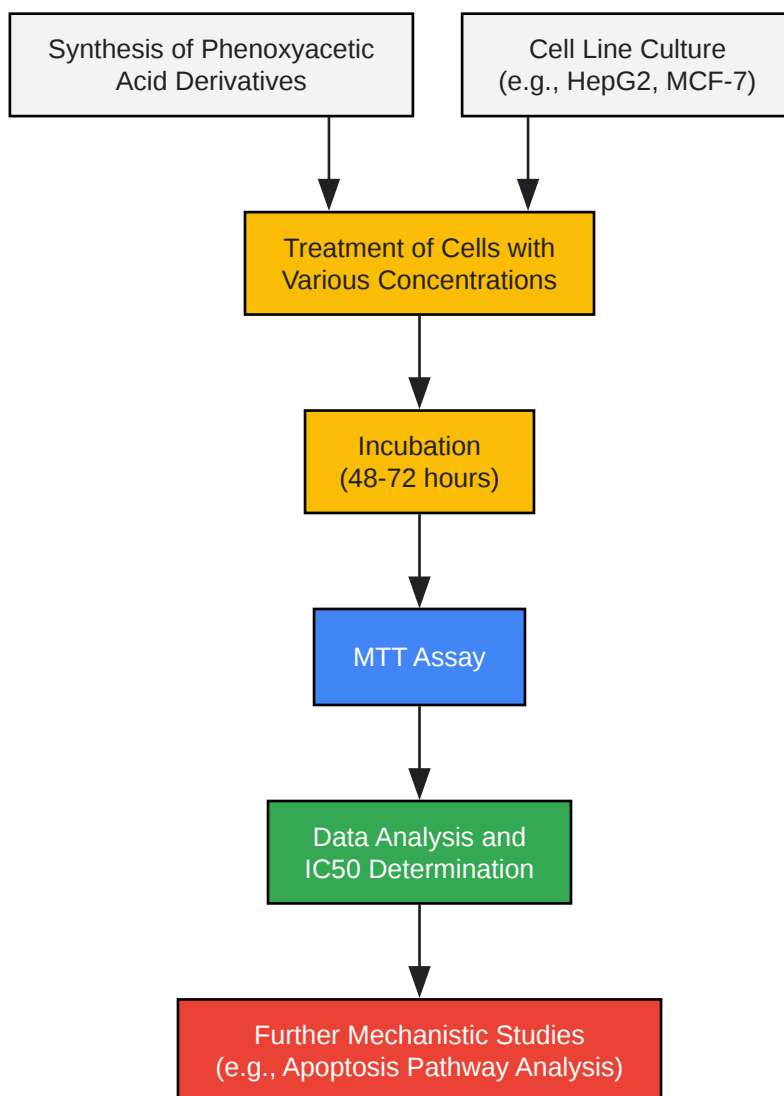 Synthesis of Phenoxyacetic
Acid Derivatives
Cell Line Culture
(e.g., HepG2, MCF-7)
Treatment of Cells with
Various Concentrations
Incubation
(48-72 hours)
MTT Assay
Data Analysis and
IC50 Determination
Further Mechanistic Studies
(e.g., Apoptosis Pathway Analysis)